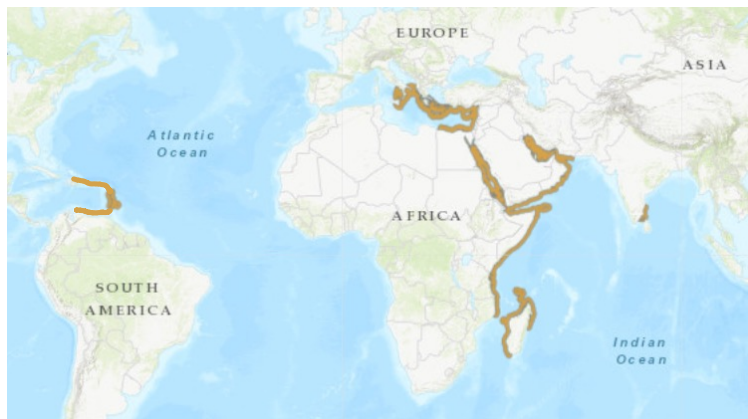 EUROPE
ASIA
Atlantic
Ocean
AFRICA
SOUTH
AMERICA
Indian
Ocean